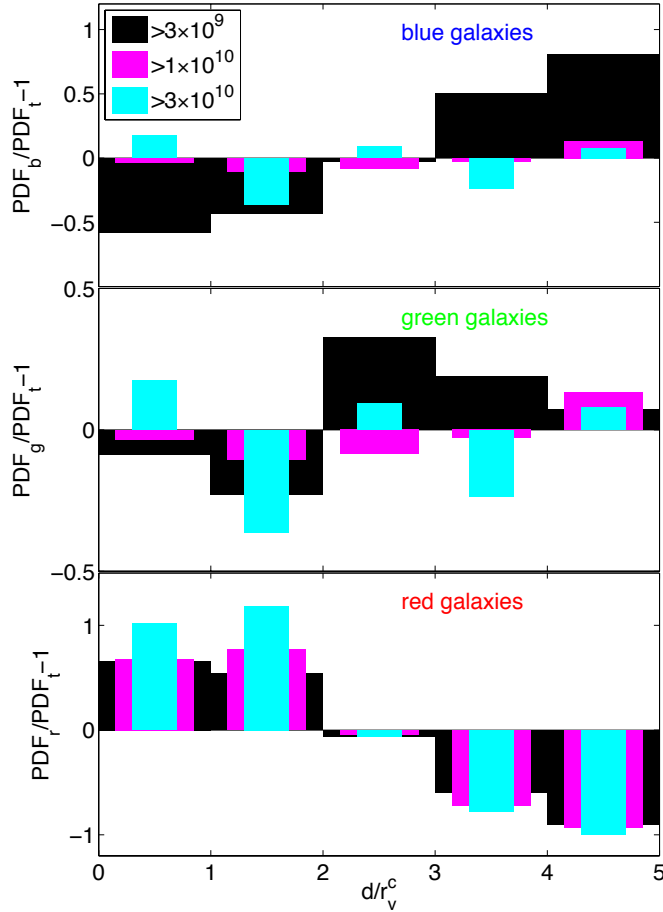 >3×10^9
>1×10^10
>3×10^10
blue galaxies
PDF_b/PDF_t−1
1
0.5
0
−0.5
green galaxies
PDF_g/PDF_t−1
0.5
0
−0.5
red galaxies
PDF_r/PDF_t−1
1
0
−1
0 1 2 3 4 5
d/r_v^c